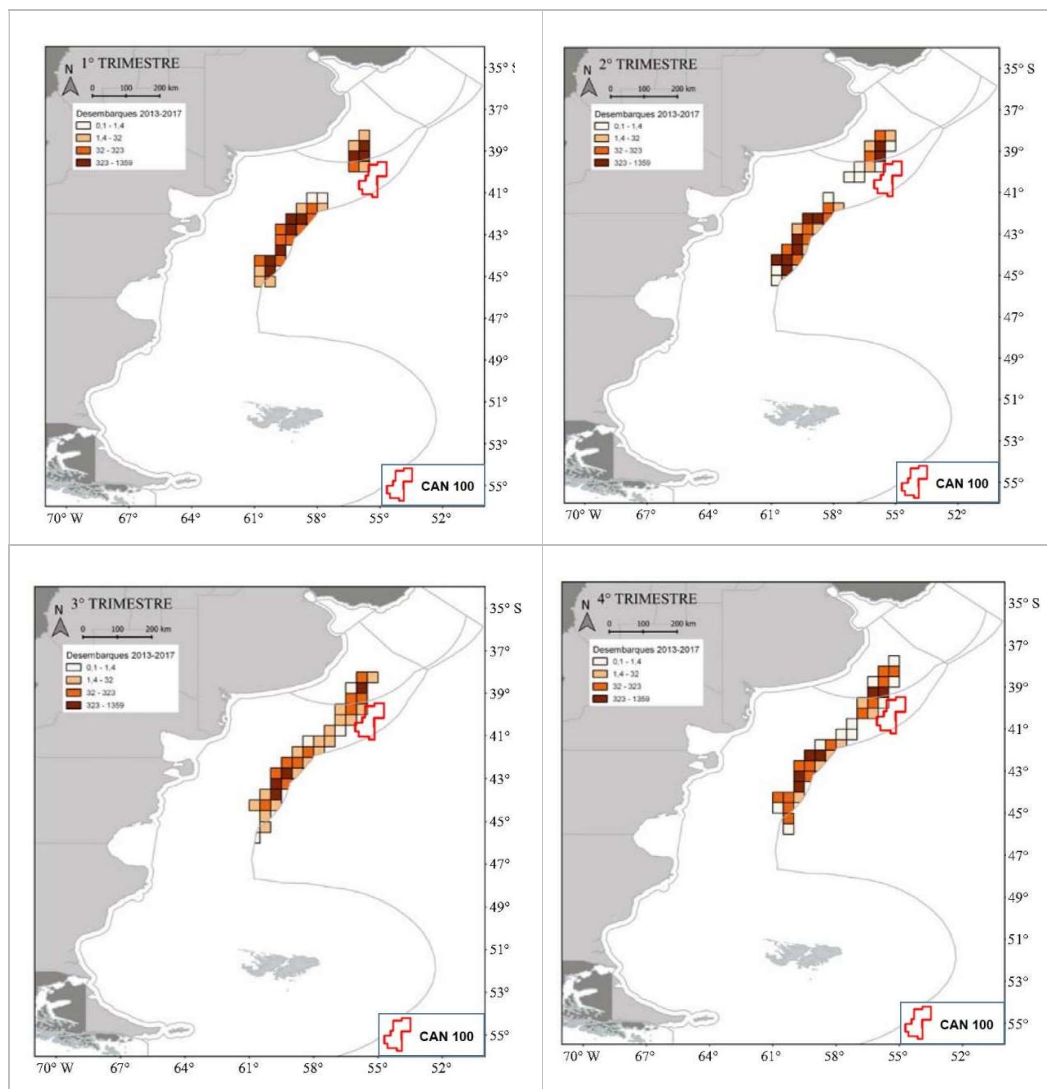 1° TRIMESTRE
N
0 100 200 km
Desembarques 2013-2017
0,1 - 1.4
1,4 - 32
32 - 323
323 - 1359
35° S
37°
39°
41°
43°
45°
47°
49°
51°
53°
55°
CAN 100
70° W 67° 64° 61° 58° 55° 52°
2° TRIMESTRE
N
0 100 200 km
Desembarques 2013-2017
0,1 - 1.4
1,4 - 32
32 - 323
323 - 1359
35° S
37°
39°
41°
43°
45°
47°
49°
51°
53°
55°
CAN 100
70° W 67° 64° 61° 58° 55° 52°
3° TRIMESTRE
N
0 100 200 km
Desembarques 2013-2017
0,1 - 1.4
1,4 - 32
32 - 323
323 - 1359
35° S
37°
39°
41°
43°
45°
47°
49°
51°
53°
55°
CAN 100
70° W 67° 64° 61° 58° 55° 52°
4° TRIMESTRE
N
0 100 200 km
Desembarques 2013-2017
0,1 - 1.4
1,4 - 32
32 - 323
323 - 1359
35° S
37°
39°
41°
43°
45°
47°
49°
51°
53°
55°
CAN 100
70° W 67° 64° 61° 58° 55° 52°